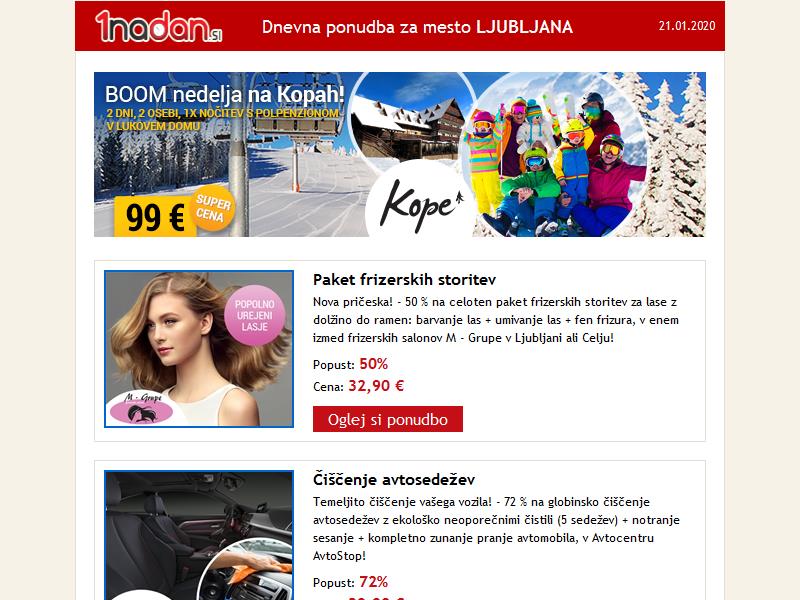 1nadan.si
Dnevna ponudba za mesto LJUBLJANA
21.01.2020
BOOM nedelja na Kopah!
2 DNI, 2 OSEBI, 1X NOČITEV S POLPENZIONOM
V LUKOVEM DOMU
99 €
SUPER
CENA
Kope
Paket frizerskih storitev
POPOLNO
UREJENI
LASJE
M - Grupe
Nova pričeska! - 50 % na celoten paket frizerskih storitev za lase z
dolžino do ramen: barvanje las + umivanje las + fen frizura, v enem
izmed frizerskih salonov M - Grupe v Ljubljani ali Celju!
Popust: 50%
Cena: 32,90 €
Oglej si ponudbo
Čiščenje avtosedežev
Temeljito čiščenje vašega vozila! - 72 % na globinsko čiščenje
avtosedežev z ekološko neoporečnimi čistili (5 sedežev) + notranje
sesanje + kompletno zunanje pranje avtomobila, v Avtocentru
AvtoStop!
Popust: 72%